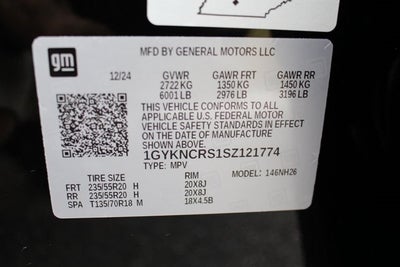 gm
MFD BY GENERAL MOTORS LLC
12/24 GVWR GAWR FRT GAWR RR
2722 KG 1350 KG 1450 KG
6001 LB 2976 LB 3196 LB
THIS VEHICLE CONFORMS TO ALL
APPLICABLE U.S. FEDERAL MOTOR
VEHICLE SAFETY STANDARDS IN EFFECT
ON THE DATE OF MANUFACTURE
SHOWN ABOVE.
1GYKNCRS1SZ121774
TYPE: MPV MODEL: 146NH26
TIRE SIZE RIM
FRT 235/55R20 H 20X8J
RR 235/55R20 H 20X8J
SPA T135/70R18 M 18X4.5B